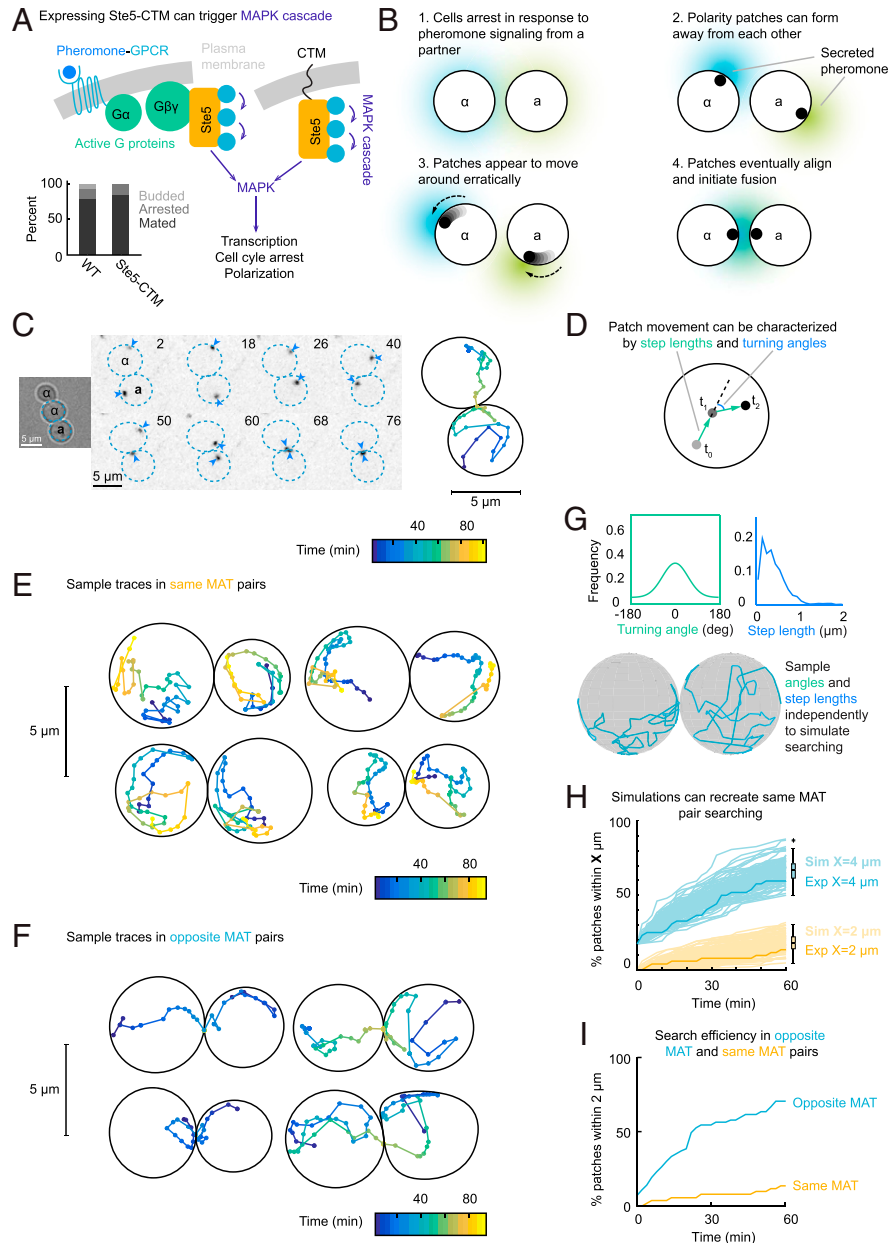 A
Expressing Ste5-CTM can trigger MAPK cascade
Pheromone-GPCR
Plasma
membrane
CTM
Gα
Gβγ
Ste5
Ste5
MAPK cascade
Active G proteins
MAPK
Transcription
Cell cyle arrest
Polarization
Percent
100
50
0
Budded
Arrested
Mated
WT
Ste5-CTM
B
1. Cells arrest in response to
pheromone signaling from a
partner
α
a
2. Polarity patches can form
away from each other
Secreted
pheromone
α
a
3. Patches appear to move
around erratically
α
a
4. Patches eventually align
and initiate fusion
α
a
C
α
α
a
5 μm
2
18
26
40
α
a
50
60
68
76
5 μm
5 μm
Time (min)
40
80
D
Patch movement can be characterized
by step lengths and turning angles
t0
t1
t2
E
Sample traces in same MAT pairs
5 μm
Time (min)
40
80
F
Sample traces in opposite MAT pairs
5 μm
Time (min)
40
80
G
Frequency
0.6
0.4
0.2
0
-180
0
180
Turning angle (deg)
0.2
0.1
0
0
1
2
Step length (μm)
Sample
angles and
step lengths
independently
to simulate
searching
H
Simulations can recreate same MAT
pair searching
% patches within X μm
100
50
0
0
30
60
Time (min)
Sim X=4 μm
Exp X=4 μm
Sim X=2 μm
Exp X=2 μm
I
Search efficiency in opposite
MAT and same MAT pairs
% patches within 2 μm
100
50
0
0
30
60
Time (min)
Opposite MAT
Same MAT